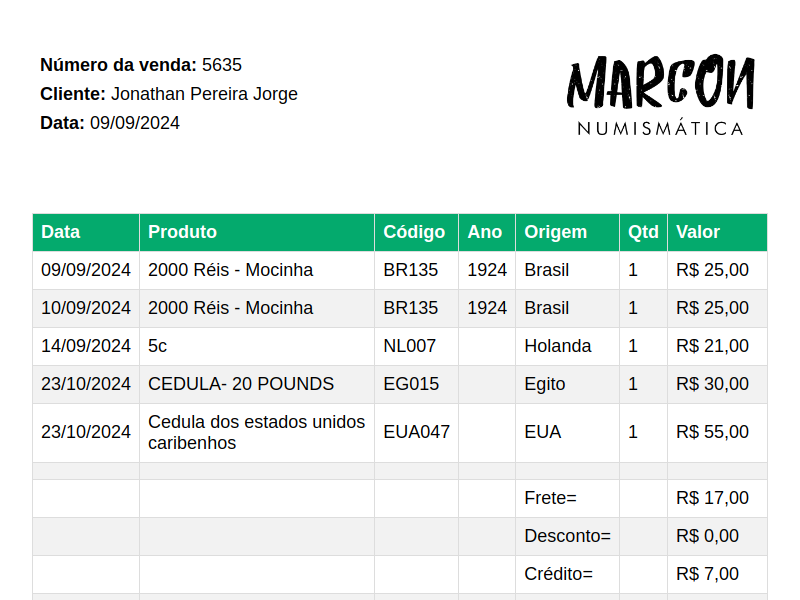 Número da venda: 5635
Cliente: Jonathan Pereira Jorge
Data: 09/09/2024
MARCON
NUMISMÁTICA
Data Produto Código Ano Origem Qtd Valor
09/09/2024 2000 Réis - Mocinha BR135 1924 Brasil 1 R$ 25,00
10/09/2024 2000 Réis - Mocinha BR135 1924 Brasil 1 R$ 25,00
14/09/2024 5c NL007 Holanda 1 R$ 21,00
23/10/2024 CEDULA- 20 POUNDS EG015 Egito 1 R$ 30,00
23/10/2024 Cedula dos estados unidos
caribenhos EUA047 EUA 1 R$ 55,00
Frete= R$ 17,00
Desconto= R$ 0,00
Crédito= R$ 7,00